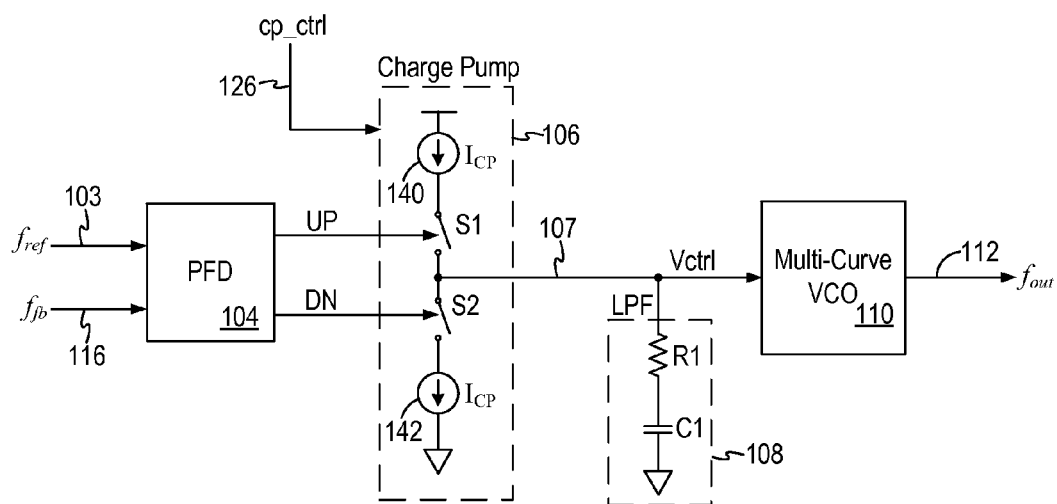 cp_ctrl
126
Charge Pump
106
I_CP
140
103
f_ref
UP
S1
107
PFD
104
Vctrl
Multi-Curve
VCO 110
112
f_out
f_fb
116
DN
S2
LPF
R1
I_CP
142
C1
108